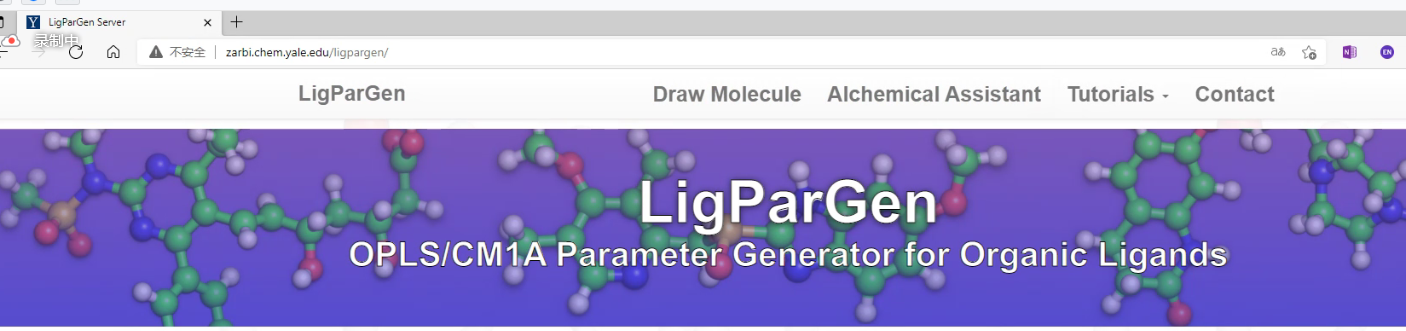 LigParGen Server
录制中
不安全 zarbi.chem.yale.edu/ligpargen/
LigParGen Draw Molecule Alchemical Assistant Tutorials Contact
LigParGen
OPLS/CM1A Parameter Generator for Organic Ligands